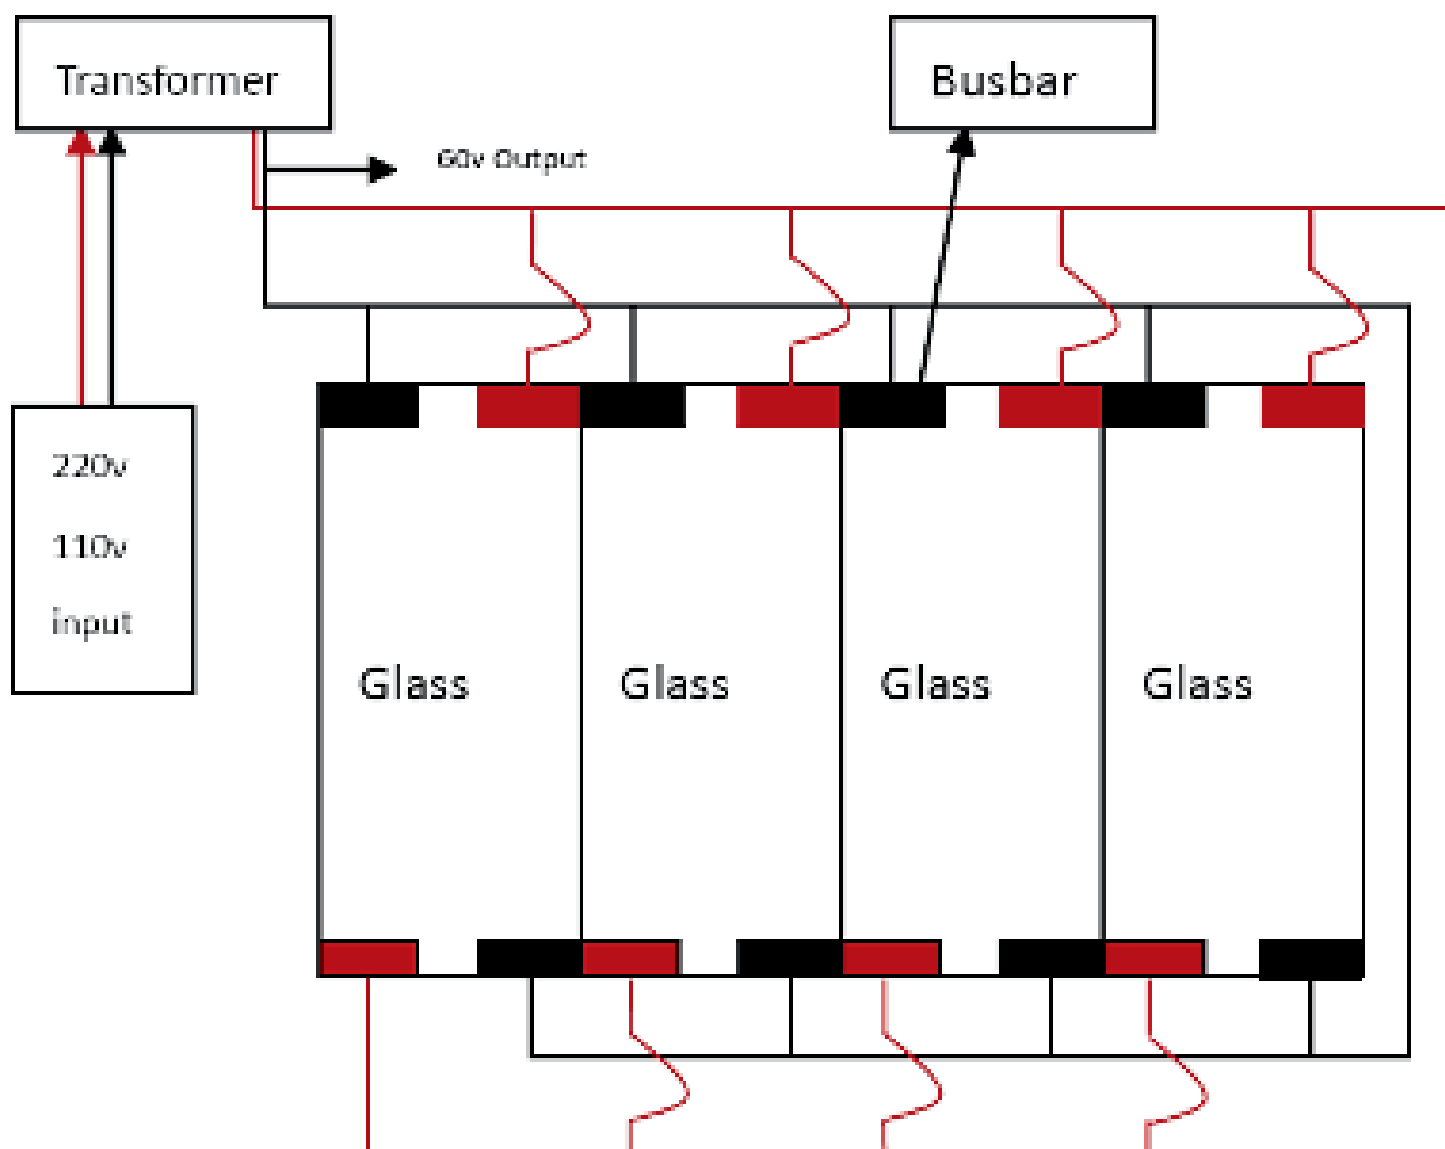 Transformer
Busbar
60v Output
220v
110v
input
Glass
Glass
Glass
Glass